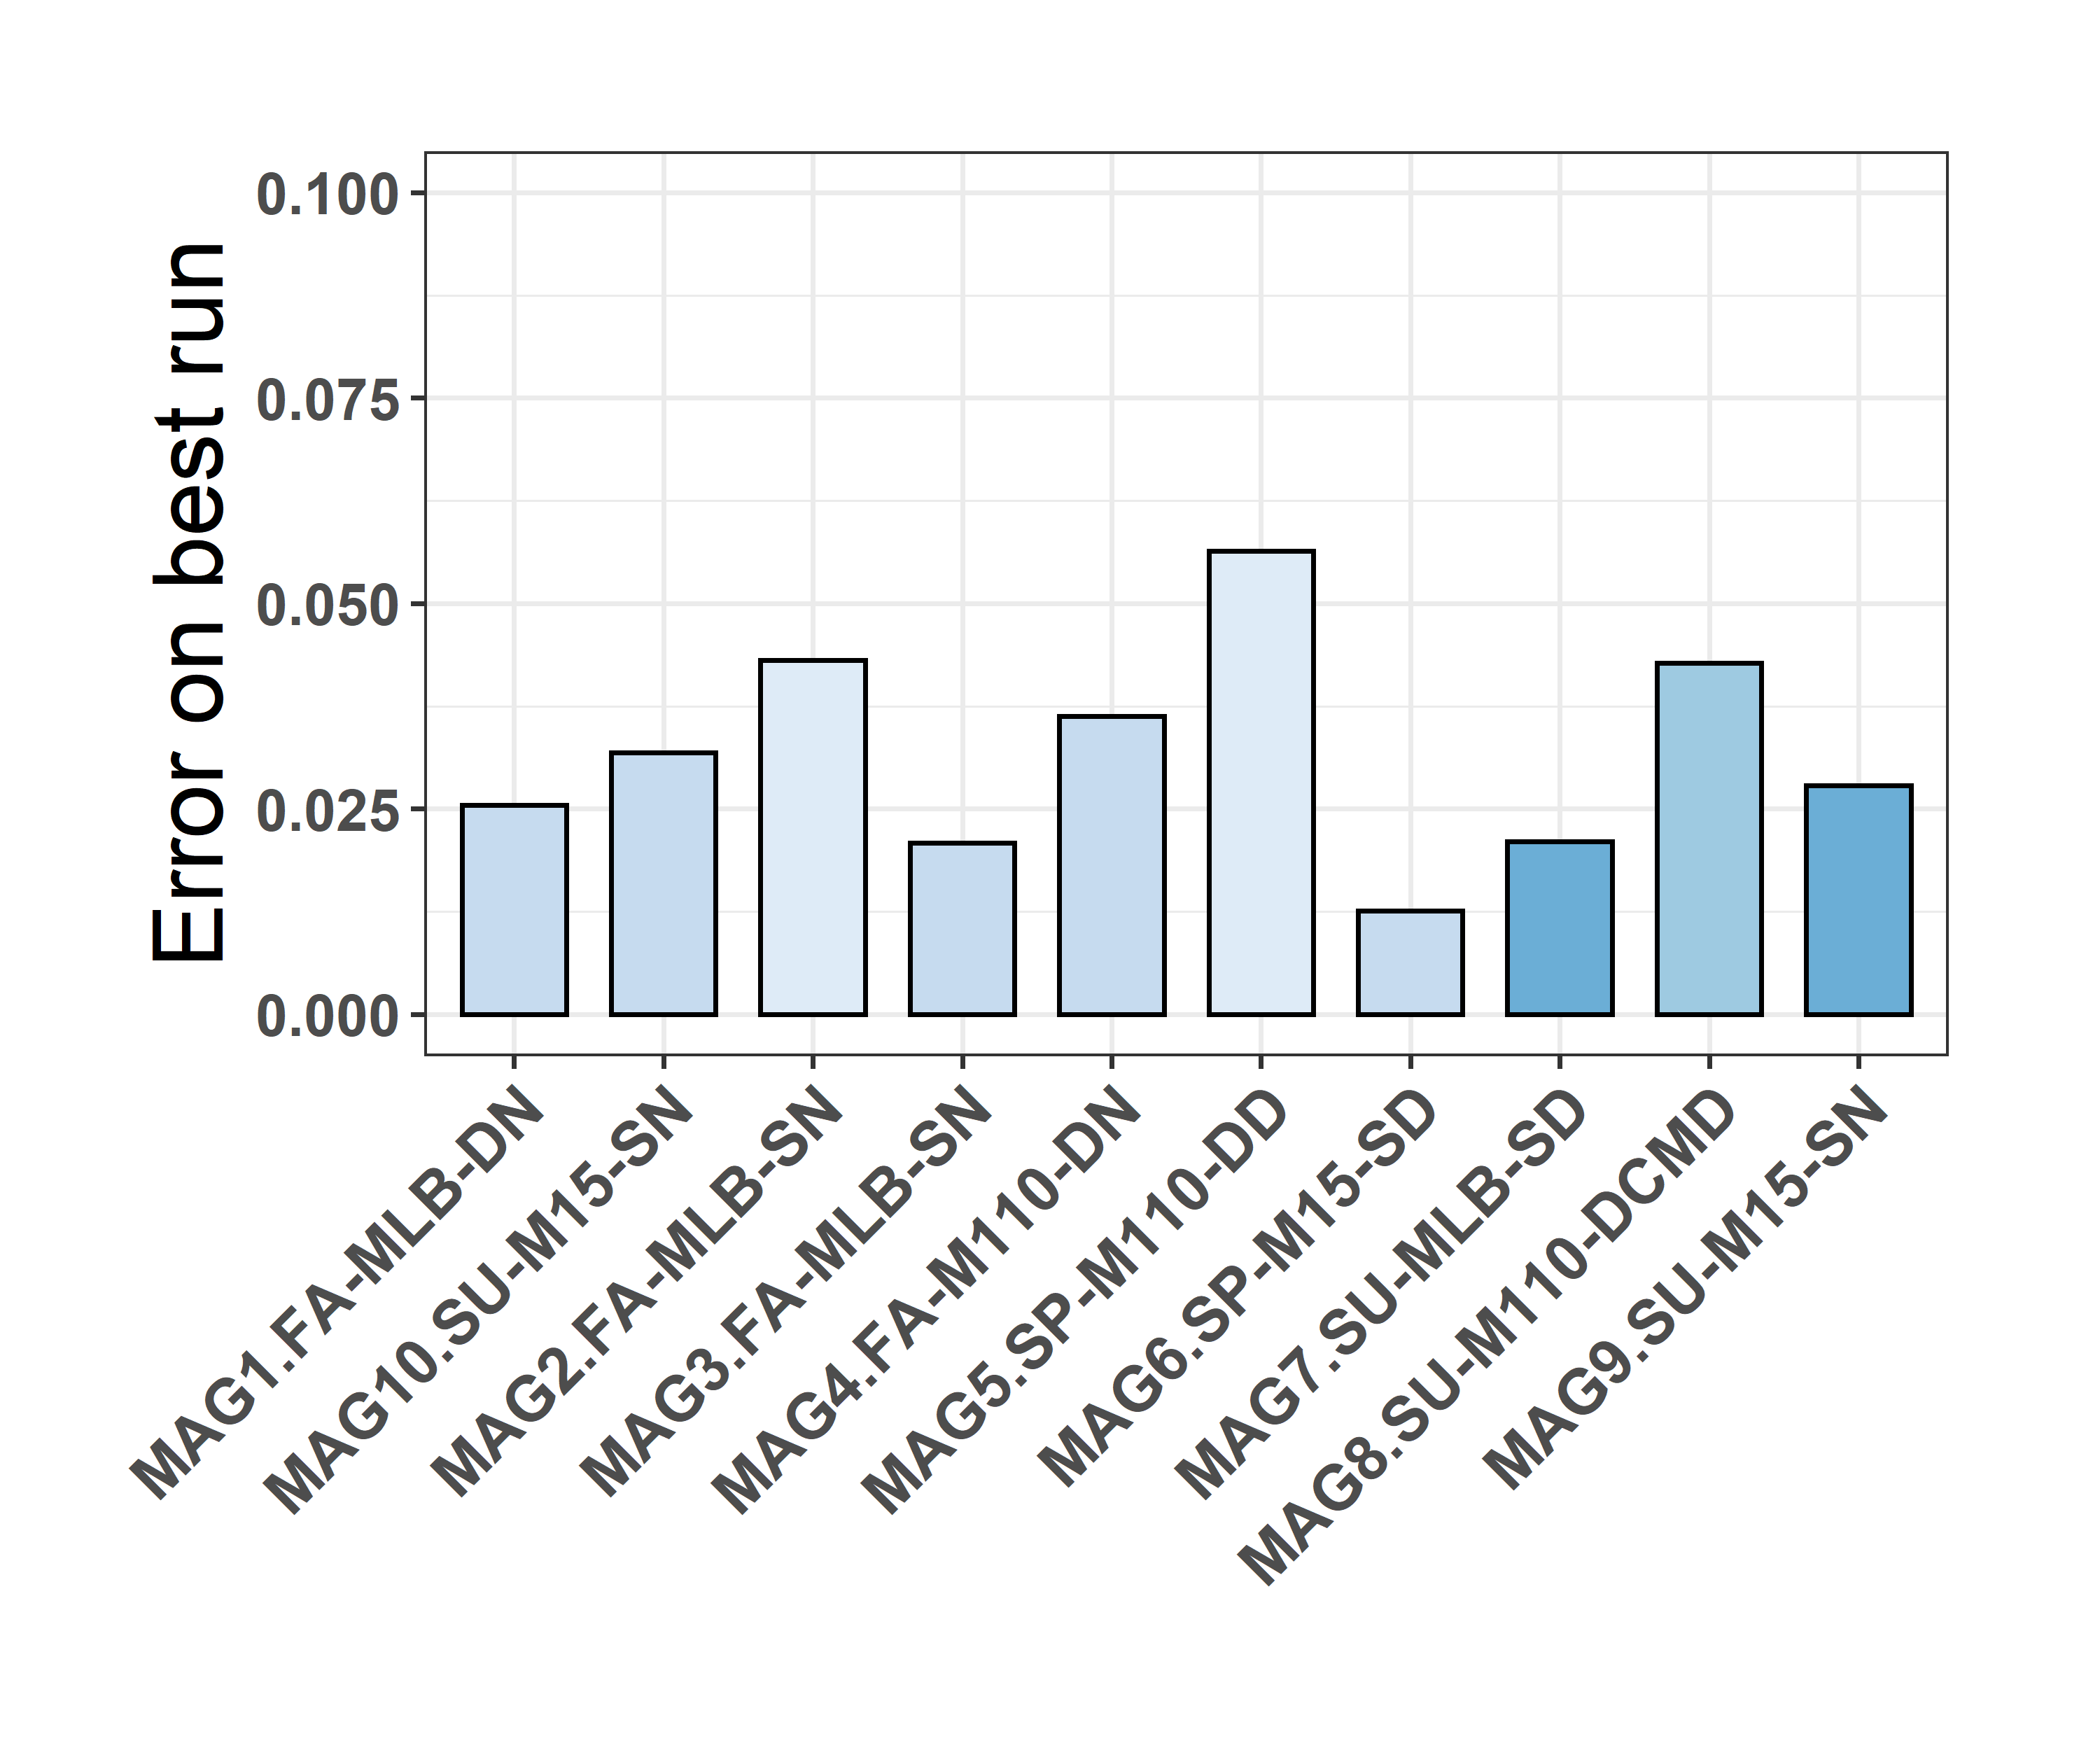 Error on best run
0.100
0.075
0.050
0.025
0.000
MAG1.FA-MLB-DN
MAG10.SU-M15-SN
MAG2.FA-MLB-SN
MAG3.FA-MLB-SN
MAG4.FA-M110-DN
MAG5.SP-M110-DD
MAG6.SP-M15-SD
MAG7.SU-MLB-SD
MAG8.SU-M110-DCMD
MAG9.SU-M15-SN